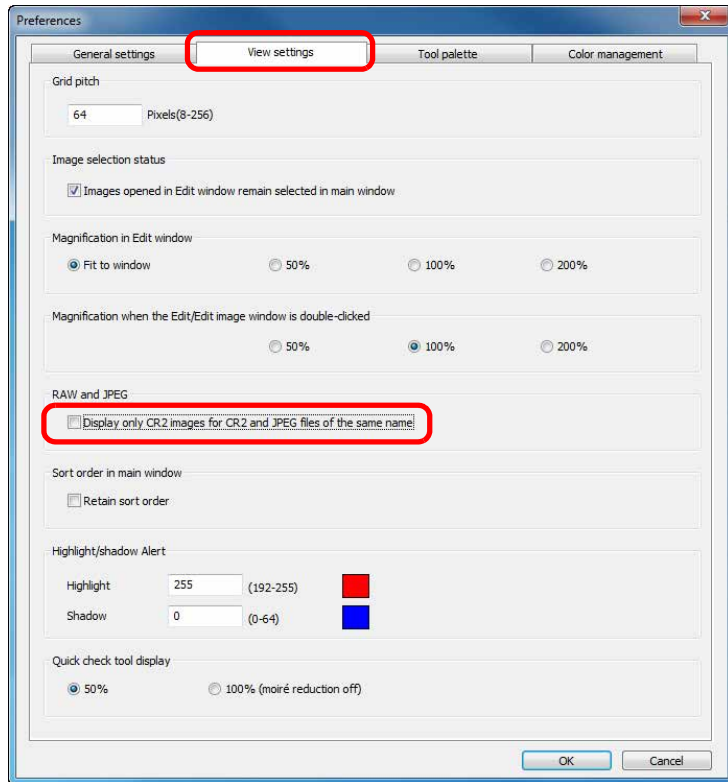 Preferences
General settings View settings Tool palette Color management
Grid pitch
64 Pixels(8-256)
Image selection status
Images opened in Edit window remain selected in main window
Magnification in Edit window
Fit to window 50% 100% 200%
Magnification when the Edit/Edit image window is double-clicked
50% 100% 200%
RAW and JPEG
Display only CR2 images for CR2 and JPEG files of the same name
Sort order in main window
Retain sort order
Highlight/shadow Alert
Highlight 255 (192-255)
Shadow 0 (0-64)
Quick check tool display
50% 100% (moiré reduction off)
OK Cancel